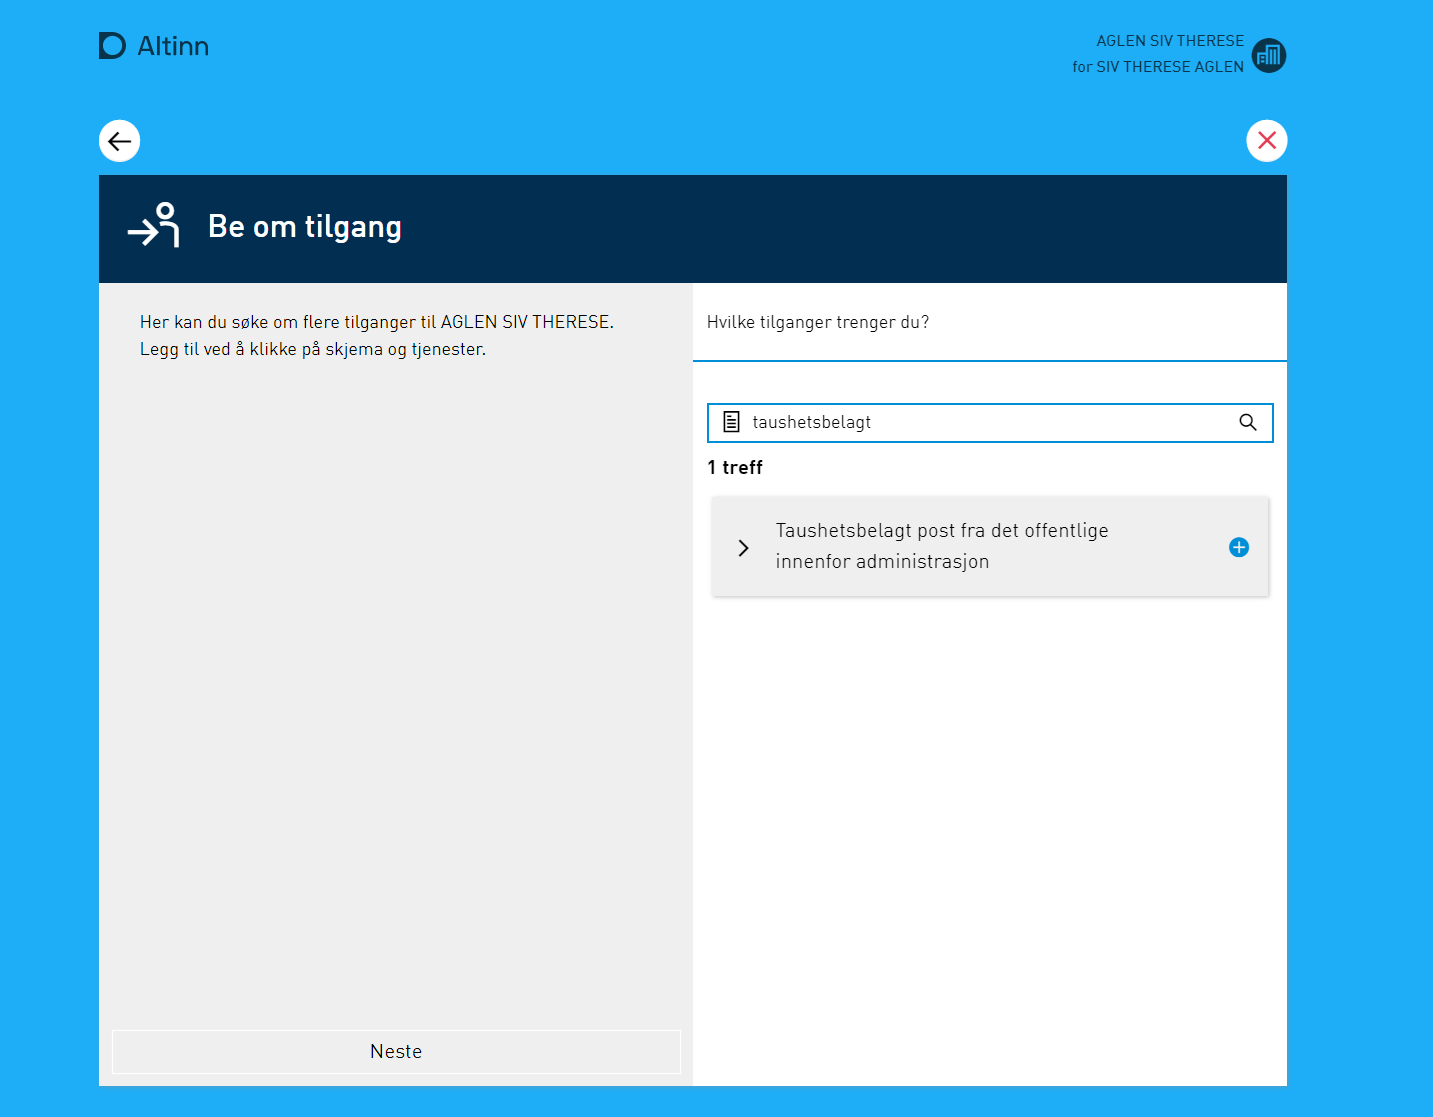 Altinn
AGLEN SIV THERESE
for SIV THERESE AGLEN
Be om tilgang
Her kan du søke om flere tilganger til AGLEN SIV THERESE.
Legg til ved å klikke på skjema og tjenester.
Hvilke tilganger trenger du?
taushetsbelagt
1 treff
Taushetsbelagt post fra det offentlige
innenfor administrasjon
Neste